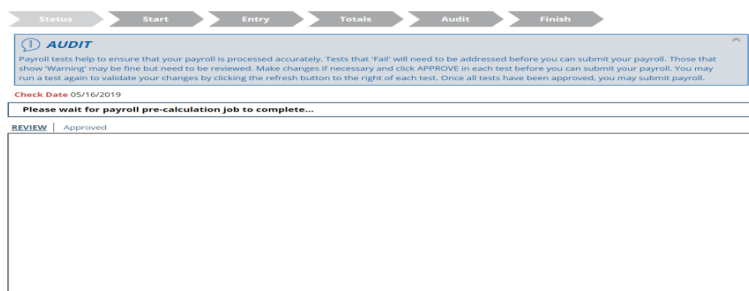 Status Start Entry Totals Audit Finish
AUDIT
Payroll tests help to ensure that your payroll is processed accurately. Tests that 'Fail' will need to be addressed before you can submit your payroll. Those that
show 'Warning' may be fine but need to be reviewed. Make changes if necessary and click APPROVE in each test before you can submit your payroll. You may
run a test again to validate your changes by clicking the refresh button to the right of each test. Once all tests have been approved, you may submit payroll.
Check Date 05/16/2019
Please wait for payroll pre-calculation job to complete...
REVIEW | Approved